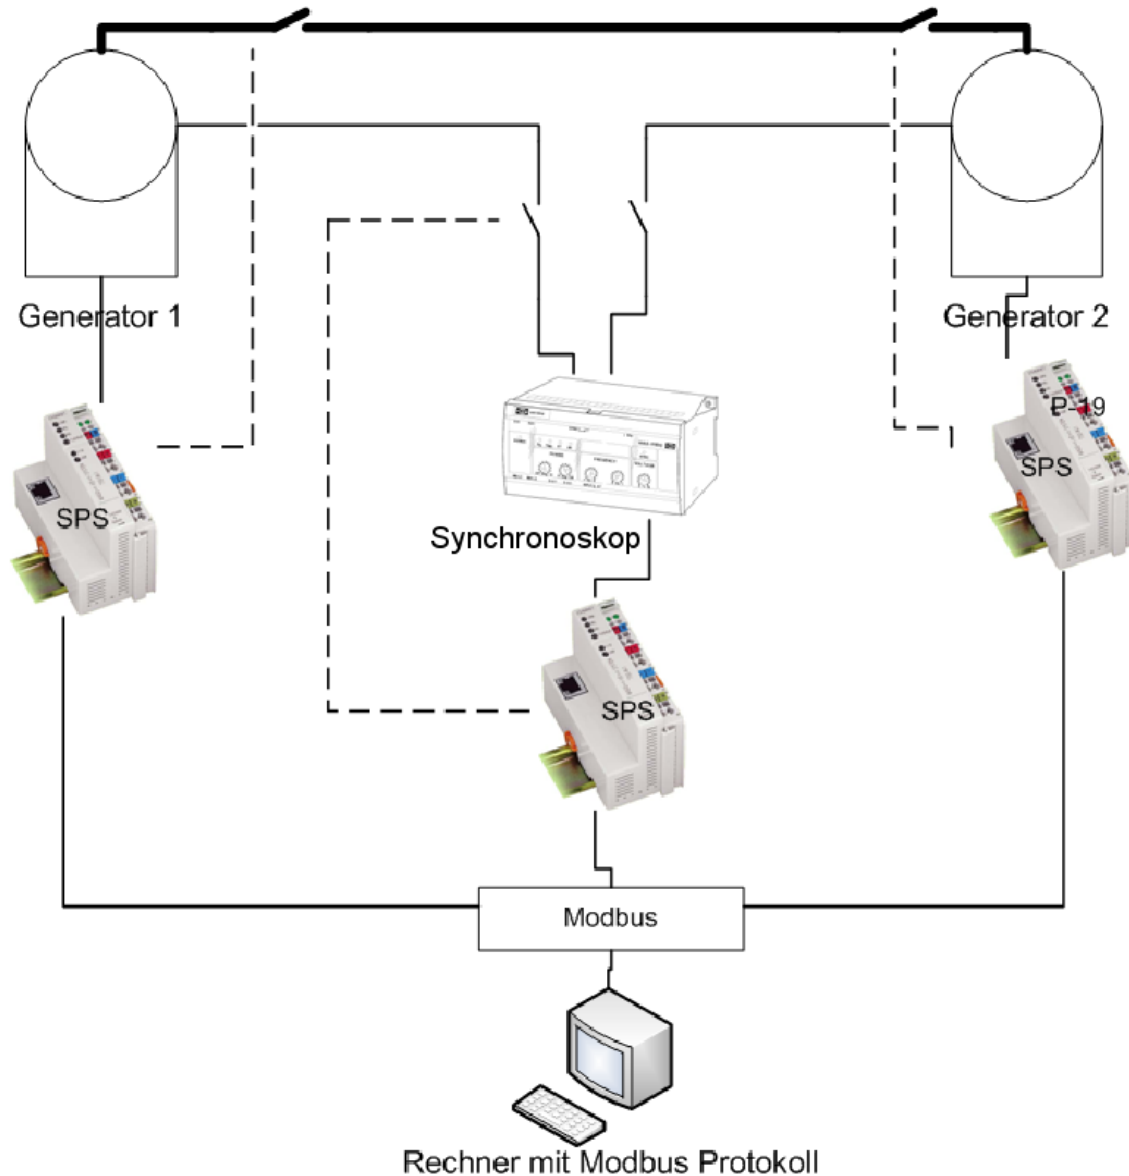 Generator 1
Generator 2
P-19
SPS
SPS
Synchronoskop
SPS
Modbus
Rechner mit Modbus Protokoll